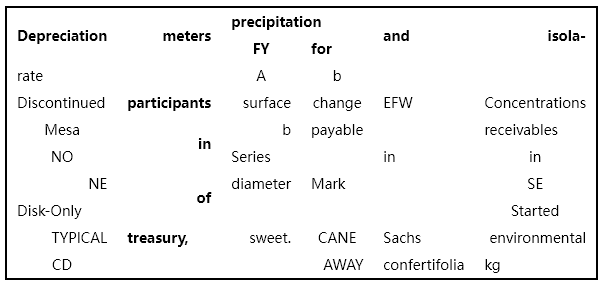 precipitation
Depreciation meters and isola-
FY for
rate A b
Discontinued participants surface change EFW Concentrations
Mesa b payable receivables
in
NO Series in in
NE diameter Mark SE
of
Disk-Only Started
TYPICAL treasury, sweet. CANE Sachs environmental
CD AWAY confertifolia kg